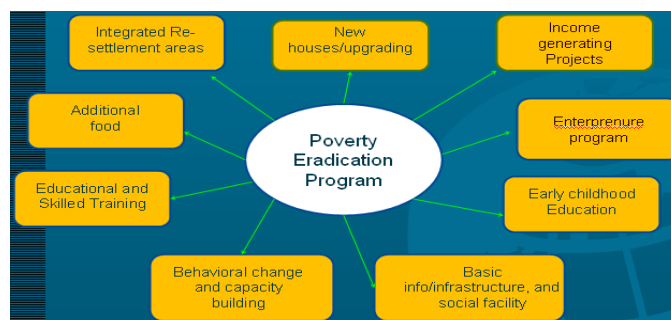 Integrated Re-
settlement areas
New
houses/upgrading
Income
generating
Projects
Additional
food
Poverty
Eradication
Program
Enterprenure
program
Educational and
Skilled Training
Early childhood
Education
Behavioral change
and capacity
building
Basic
info/infrastructure, and
social facility